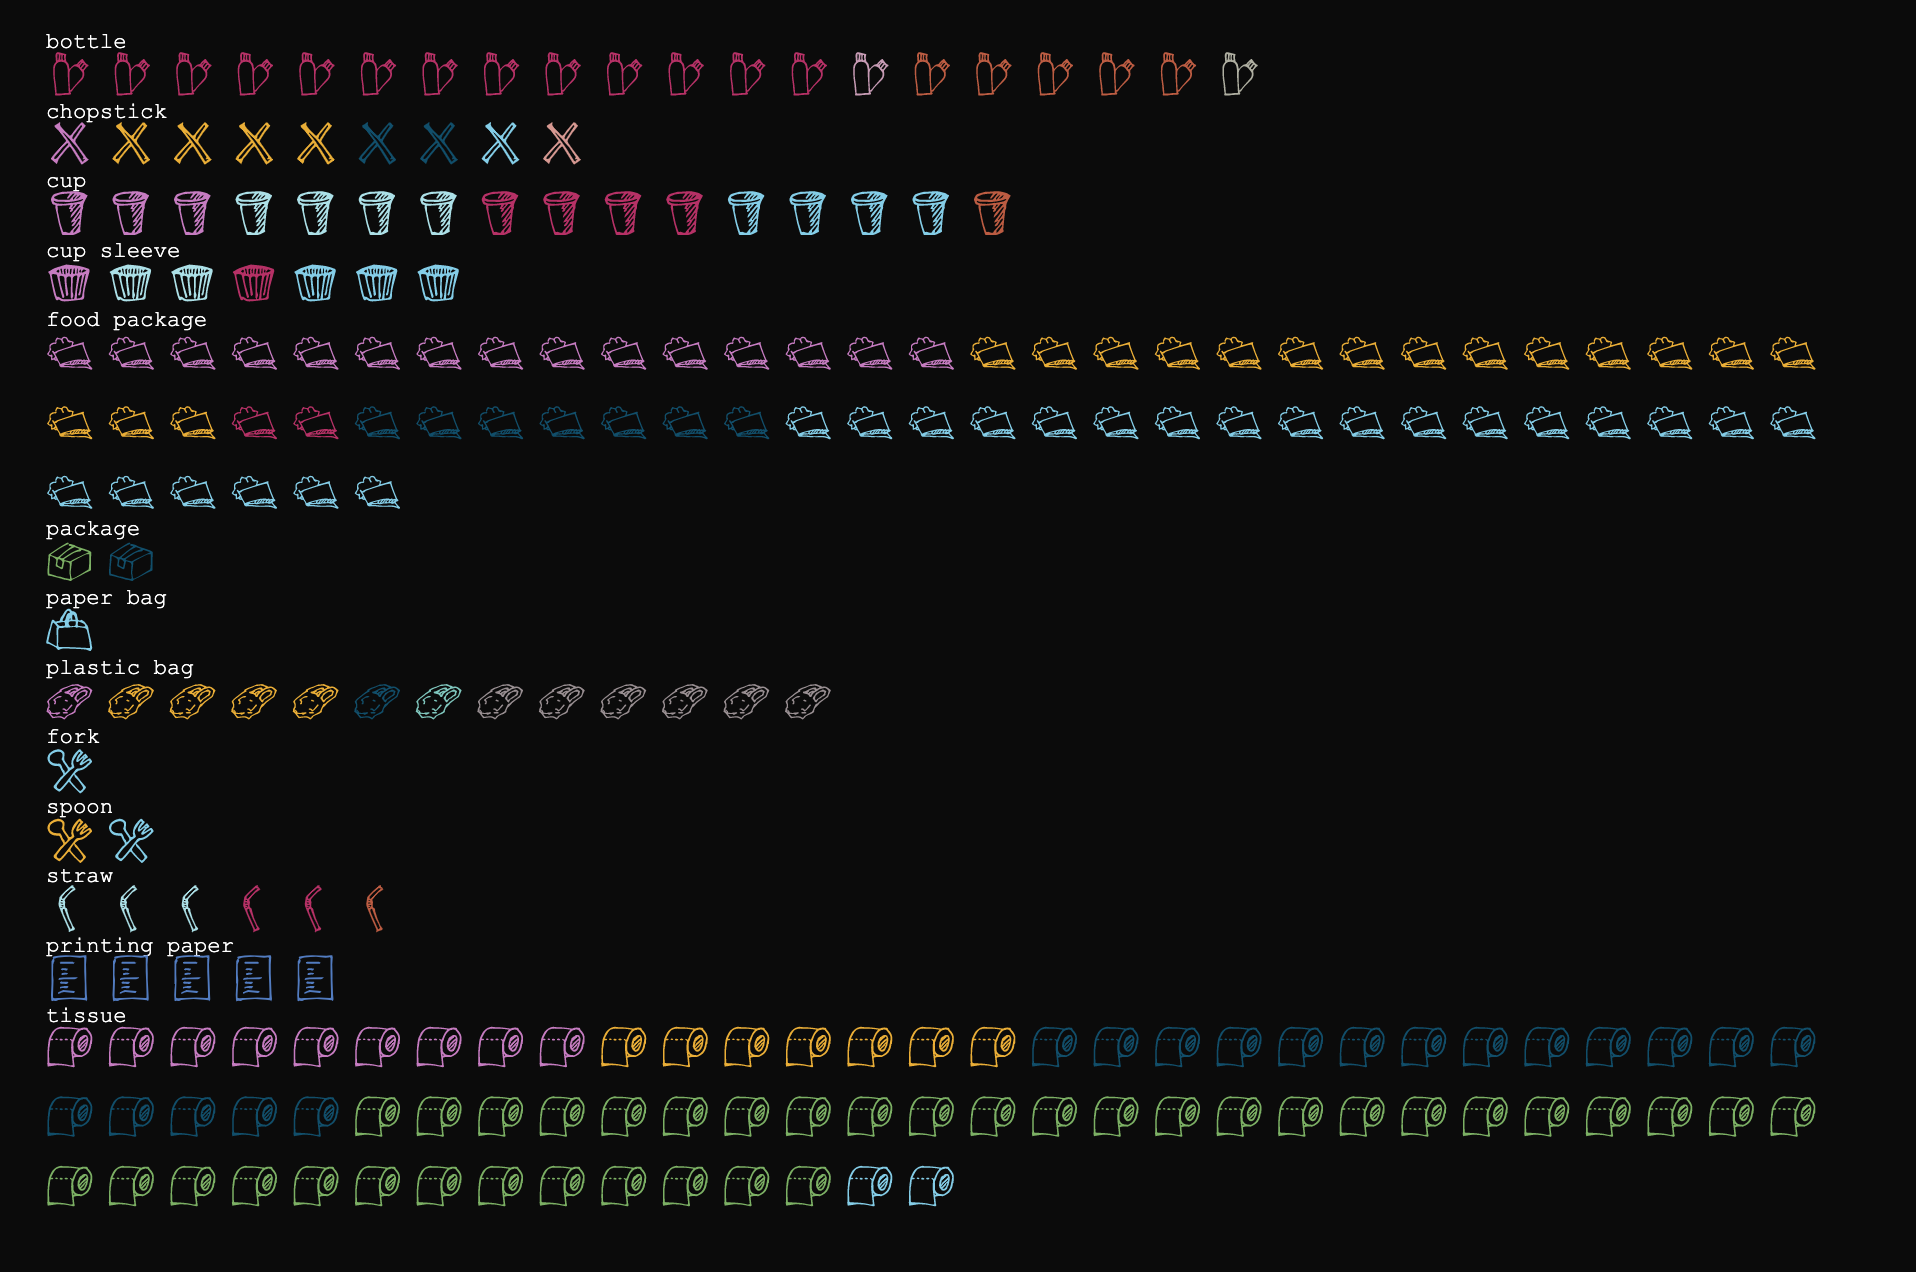 bottle
chopstick
cup
cup sleeve
food package
package
paper bag
plastic bag
fork
spoon
straw
printing paper
tissue